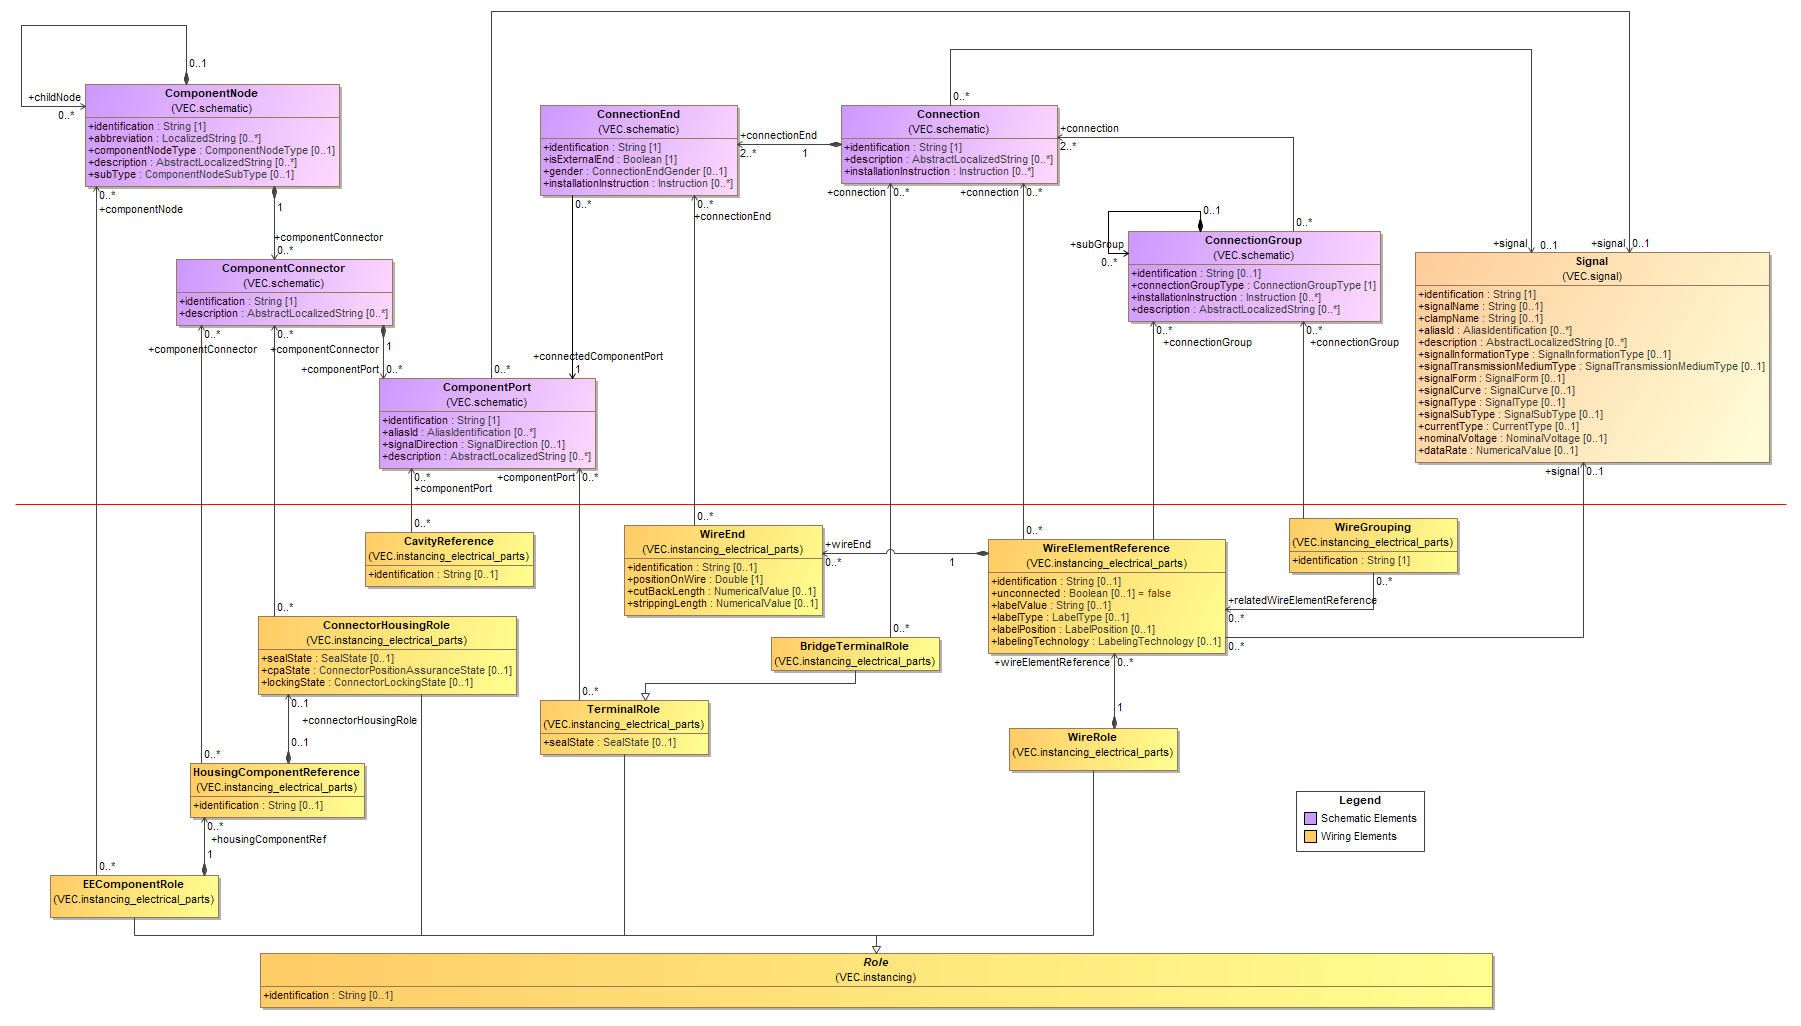 0..1
+childNode
0..*
ComponentNode
(VEC.schematic)
+identification : String [1]
+abbreviation : LocalizedString [0..*]
+componentNodeType : ComponentNodeType [0..1]
+description : AbstractLocalizedString [0..*]
+subType : ComponentNodeSubType [0..1]
0..*
+componentNode
1
+componentConnector
0..*
ComponentConnector
(VEC.schematic)
+identification : String [1]
+description : AbstractLocalizedString [0..*]
0..*
+componentConnector
0..*
+componentConnector
1
+componentPort
0..*
0..*
ComponentPort
(VEC.schematic)
+identification : String [1]
+aliasId : AliasIdentification [0..*]
+signalDirection : SignalDirection [0..1]
+description : AbstractLocalizedString [0..*]
0..*
+componentPort
+componentPort
0..*
ConnectionEnd
(VEC.schematic)
+identification : String [1]
+isExternalEnd : Boolean [1]
+gender : ConnectionEndGender [0..1]
+installationInstruction : Instruction [0..*]
0..*
+connectedComponentPort
1
0..*
+connectionEnd
+connectionEnd
2..*
1
0..*
Connection
(VEC.schematic)
+identification : String [1]
+description : AbstractLocalizedString [0..*]
+installationInstruction : Instruction [0..*]
+connection
0..*
+connection
0..*
+connection
2..*
0..*
0..1
+subGroup
0..*
ConnectionGroup
(VEC.schematic)
+identification : String [0..1]
+connectionGroupType : ConnectionGroupType [1]
+installationInstruction : Instruction [0..*]
+description : AbstractLocalizedString [0..*]
0..*
+connectionGroup
0..*
+connectionGroup
+signal
0..1
+signal
0..1
Signal
(VEC.signal)
+identification : String [1]
+signalName : String [0..1]
+clampName : String [0..1]
+aliasId : AliasIdentification [0..*]
+description : AbstractLocalizedString [0..*]
+signalInformationType : SignalInformationType [0..1]
+signalTransmissionMediumType : SignalTransmissionMediumType [0..1]
+signalForm : SignalForm [0..1]
+signalCurve : SignalCurve [0..1]
+signalType : SignalType [0..1]
+signalSubType : SignalSubType [0..1]
+currentType : CurrentType [0..1]
+nominalVoltage : NominalVoltage [0..1]
+dataRate : NumericalValue [0..1]
+signal
0..1
0..*
CavityReference
(VEC.instancing_electrical_parts)
+identification : String [0..1]
0..*
WireEnd
(VEC.instancing_electrical_parts)
+identification : String [0..1]
+positionOnWire : Double [1]
+cutBackLength : NumericalValue [0..1]
+strippingLength : NumericalValue [0..1]
+wireEnd
0..*
1
0..*
WireElementReference
(VEC.instancing_electrical_parts)
+identification : String [0..1]
+unconnected : Boolean [0..1] = false
+labelValue : String [0..1]
+labelType : LabelType [0..1]
+labelPosition : LabelPosition [0..1]
+labelingTechnology : LabelingTechnology [0..1]
WireGrouping
(VEC.instancing_electrical_parts)
+identification : String [1]
0..*
+relatedWireElementReference
0..*
0..*
+wireElementReference
0..*
1
WireRole
(VEC.instancing_electrical_parts)
0..*
BridgeTerminalRole
(VEC.instancing_electrical_parts)
0..*
TerminalRole
(VEC.instancing_electrical_parts)
+sealState : SealState [0..1]
0..*
ConnectorHousingRole
(VEC.instancing_electrical_parts)
+sealState : SealState [0..1]
+cpaState : ConnectorPositionAssuranceState [0..1]
+lockingState : ConnectorLockingState [0..1]
0..1
+connectorHousingRole
0..1
0..*
HousingComponentReference
(VEC.instancing_electrical_parts)
+identification : String [0..1]
0..*
+housingComponentRef
1
0..*
EEComponentRole
(VEC.instancing_electrical_parts)
Legend
Schematic Elements
Wiring Elements
Role
(VEC.instancing)
+identification : String [0..1]